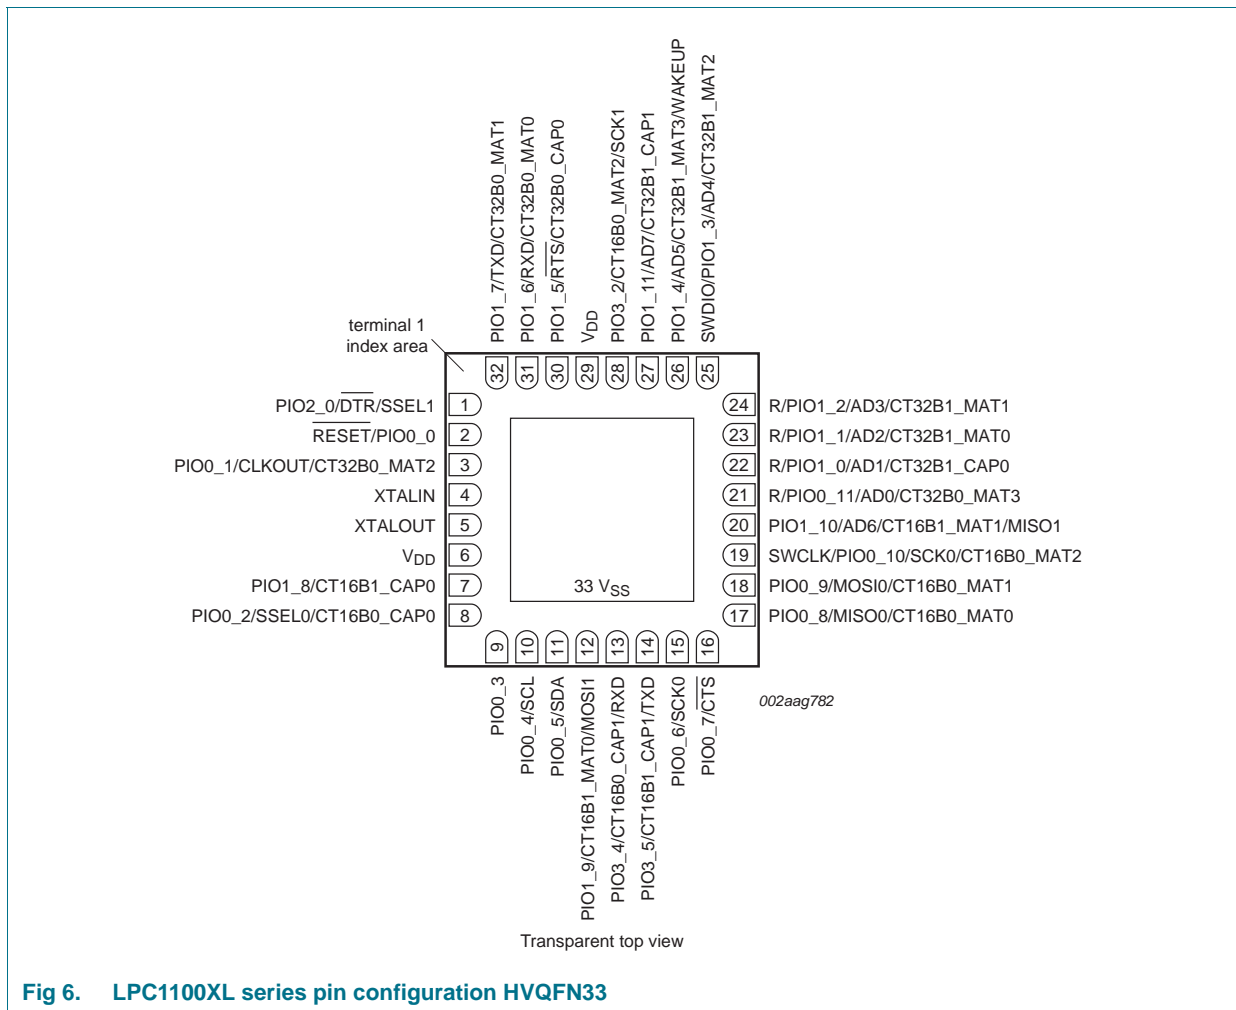 PIO1_7/TXD/CT32B0_MAT1
PIO1_6/RXD/CT32B0_MAT0
PIO1_5/RTS/CT32B0_CAP0
VDD
PIO3_2/CT16B0_MAT2/SCK1
PIO1_11/AD7/CT32B1_CAP1
PIO1_4/AD5/CT32B1_MAT3/WAKEUP
SWDIO/PIO1_3/AD4/CT32B1_MAT2
terminal 1
index area
32 31 30 29 28 27 26 25
PIO2_0/DTR/SSEL1 1
RESET/PIO0_0 2
PIO0_1/CLKOUT/CT32B0_MAT2 3
XTALIN 4
XTALOUT 5
VDD 6
PIO1_8/CT16B1_CAP0 7
PIO0_2/SSEL0/CT16B0_CAP0 8
24 R/PIO1_2/AD3/CT32B1_MAT1
23 R/PIO1_1/AD2/CT32B1_MAT0
22 R/PIO1_0/AD1/CT32B1_CAP0
21 R/PIO0_11/AD0/CT32B0_MAT3
20 PIO1_10/AD6/CT16B1_MAT1/MISO1
19 SWCLK/PIO0_10/SCK0/CT16B0_MAT2
18 PIO0_9/MOSI0/CT16B0_MAT1
17 PIO0_8/MISO0/CT16B0_MAT0
33 VSS
9 10 11 12 13 14 15 16
PIO0_3
PIO0_4/SCL
PIO0_5/SDA
PIO1_9/CT16B1_MAT0/MOSI1
PIO3_4/CT16B0_CAP1/RXD
PIO3_5/CT16B1_CAP1/TXD
PIO0_6/SCK0
PIO0_7/CTS
002aag782
Transparent top view
Fig 6. LPC1100XL series pin configuration HVQFN33